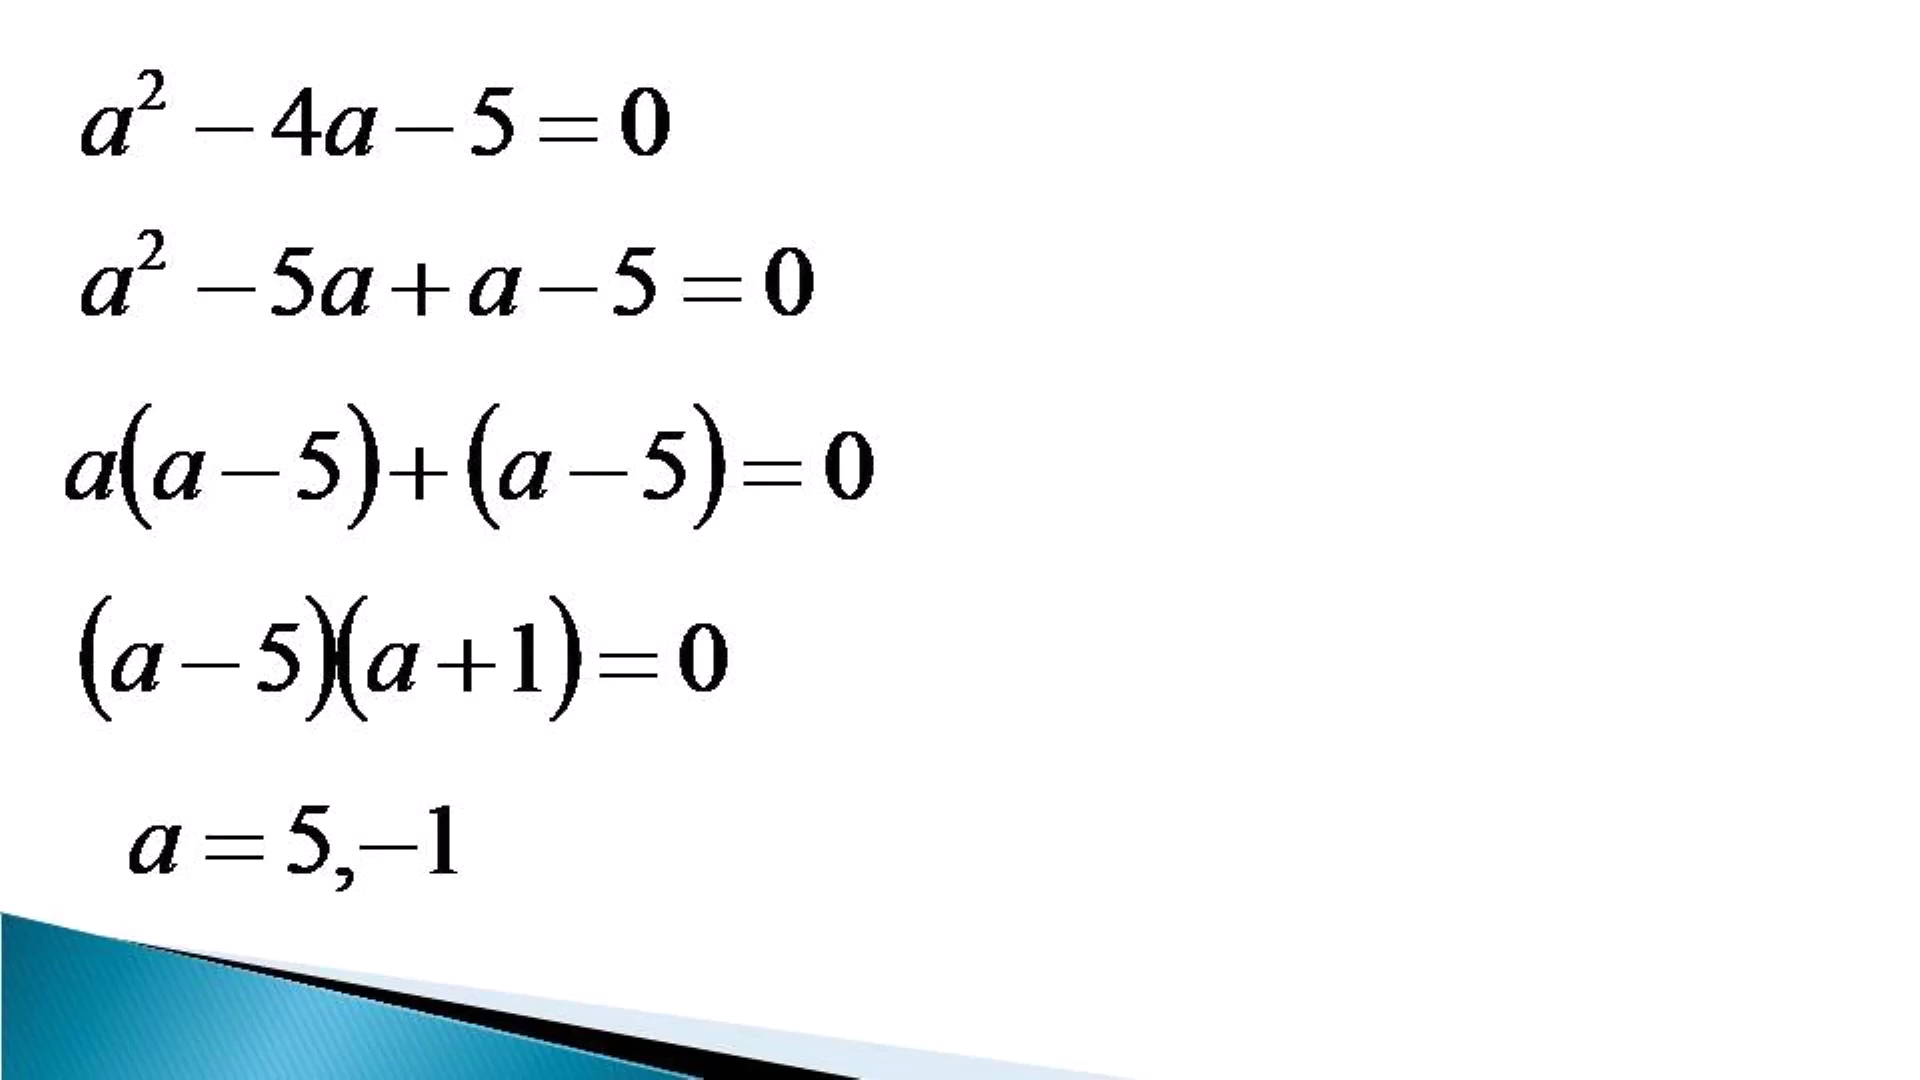 a² − 4a − 5 = 0
a² − 5a + a − 5 = 0
a(a − 5) + (a − 5) = 0
(a − 5)(a + 1) = 0
a = 5,−1